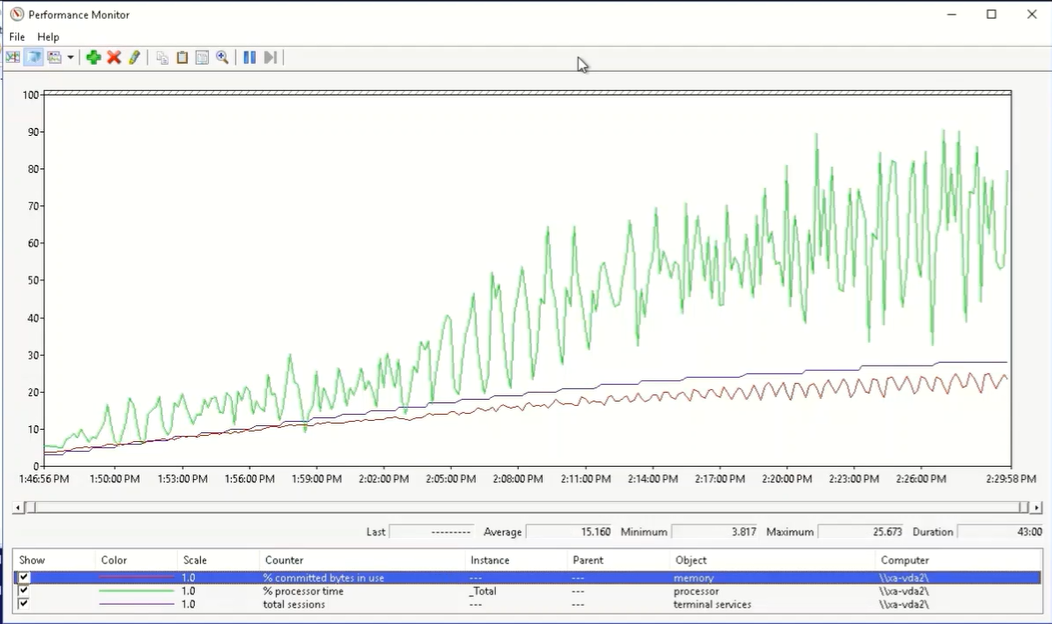 Performance Monitor
File Help
100
90
80
70
60
50
40
30
20
10
0
1:46:56 PM 1:50:00 PM 1:53:00 PM 1:56:00 PM 1:59:00 PM 2:02:00 PM 2:05:00 PM 2:08:00 PM 2:11:00 PM 2:14:00 PM 2:17:00 PM 2:20:00 PM 2:23:00 PM 2:26:00 PM 2:29:58 PM
Last --------- Average 15.160 Minimum 3.817 Maximum 25.673 Duration 43:00
Show Color Scale Counter Instance Parent Object Computer
1.0 % committed bytes in use --- --- memory \\xa-vda2\
1.0 % processor time _Total --- processor \\xa-vda2\
1.0 total sessions --- --- terminal services \\xa-vda2\